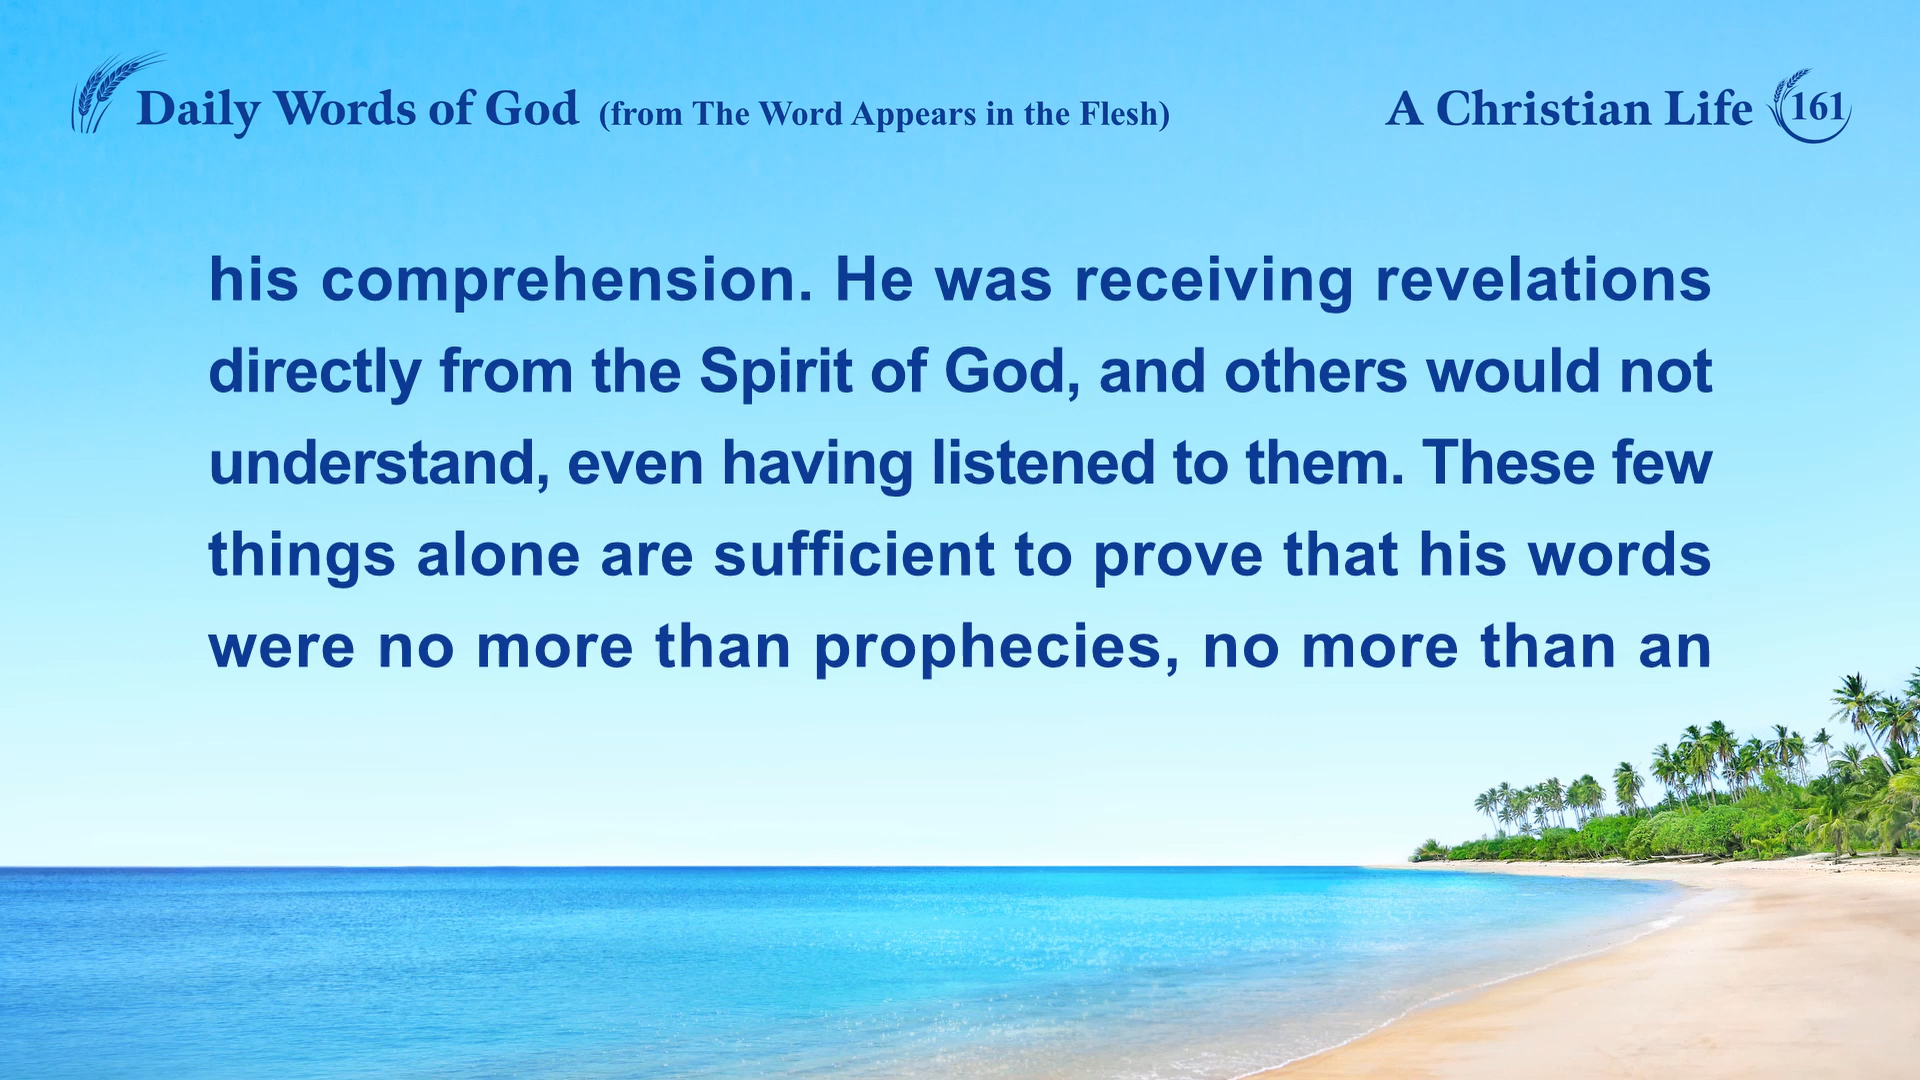 Daily Words of God (from The Word Appears in the Flesh)
A Christian Life 161
his comprehension. He was receiving revelations
directly from the Spirit of God, and others would not
understand, even having listened to them. These few
things alone are sufficient to prove that his words
were no more than prophecies, no more than an